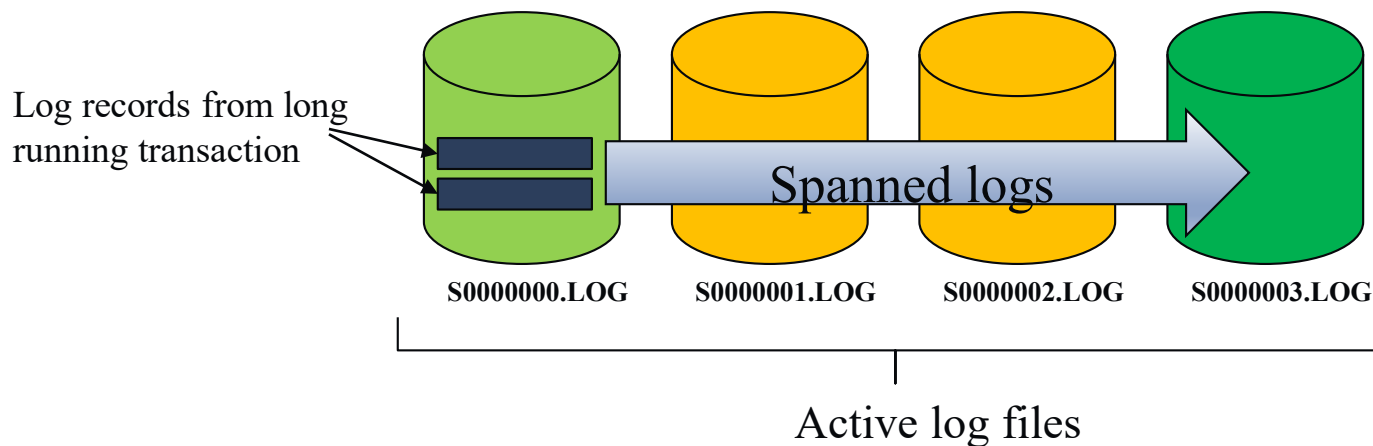 Log records from long
running transaction
Spanned logs
S0000000.LOG
S0000001.LOG
S0000002.LOG
S0000003.LOG
Active log files